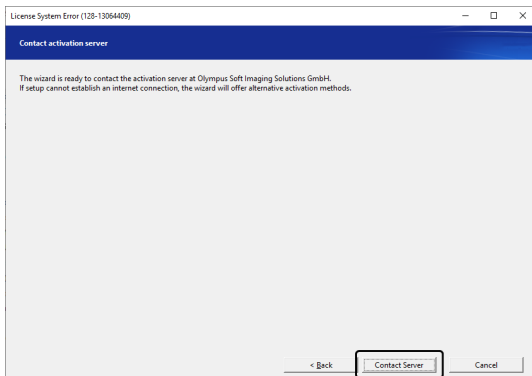 License System Error (128-13064409)
Contact activation server
The wizard is ready to contact the activation server at Olympus Soft Imaging Solutions GmbH.
If setup cannot establish an internet connection, the wizard will offer alternative activation methods.
< Back
Contact Server
Cancel